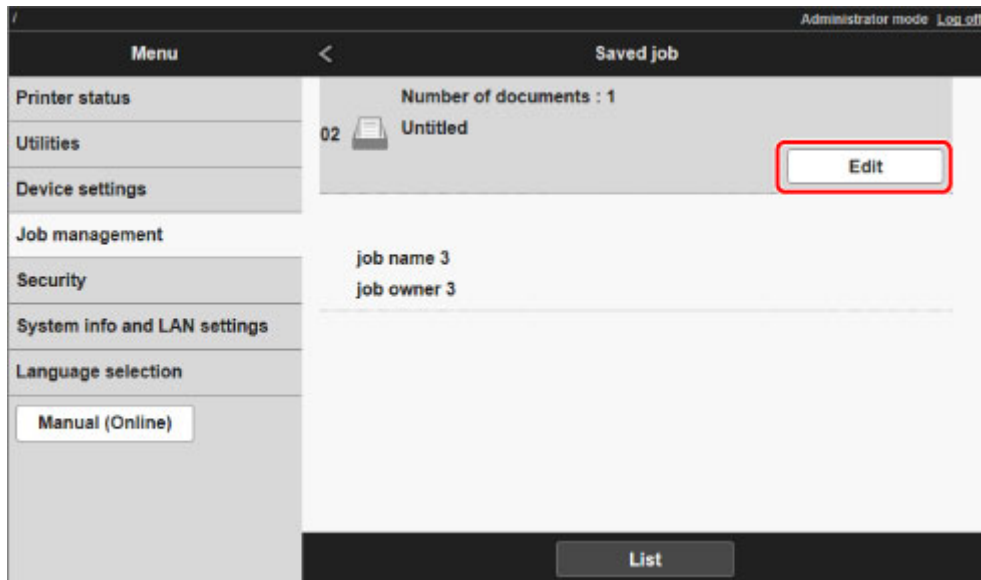 /
Administrator mode Log off
Menu
<
Saved job
Printer status
Utilities
Device settings
Job management
Security
System info and LAN settings
Language selection
Manual (Online)
Number of documents : 1
02
Untitled
Edit
job name 3
job owner 3
List